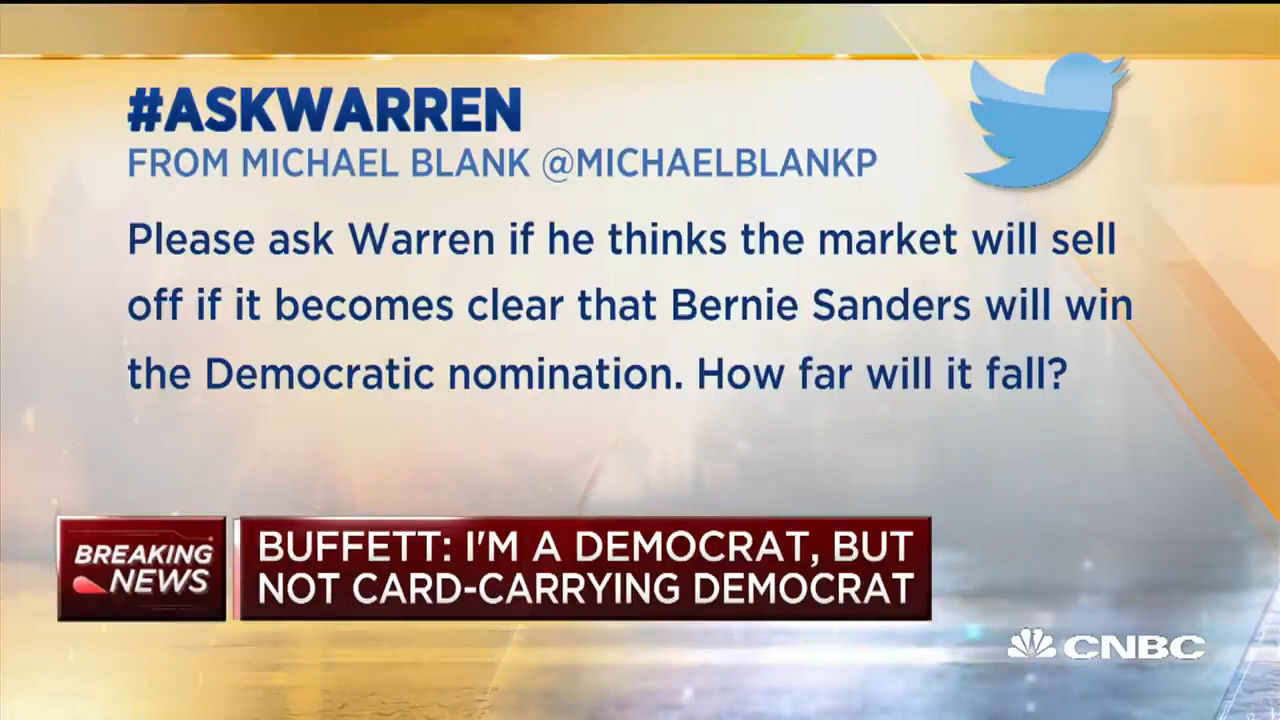 #ASKWARREN
FROM MICHAEL BLANK @MICHAELBLANKP
Please ask Warren if he thinks the market will sell
off if it becomes clear that Bernie Sanders will win
the Democratic nomination. How far will it fall?
BREAKING
NEWS
BUFFETT: I'M A DEMOCRAT, BUT
NOT CARD-CARRYING DEMOCRAT
CNBC